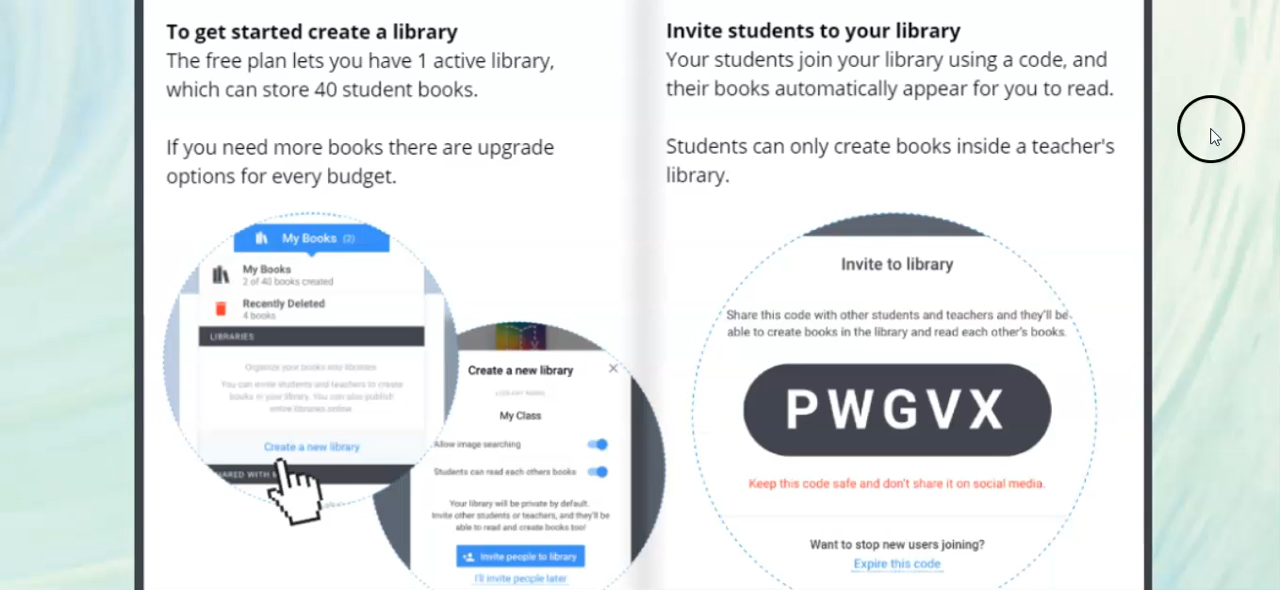 To get started create a library
The free plan lets you have 1 active library,
which can store 40 student books.
If you need more books there are upgrade
options for every budget.
My Books (2)
My Books
2 of 40 books created
Recently Deleted
4 books
LIBRARIES
Organize your books into libraries
You can invite students and teachers to create
books in your library. You can also publish
entire libraries online.
Create a new library
Create a new library
LIBRARY NAME
My Class
Allow image searching
Students can read each others books
Your library will be private by default.
Invite other students or teachers, and they'll be
able to read and create books too!
Invite people to library
I'll invite people later
Invite students to your library
Your students join your library using a code, and
their books automatically appear for you to read.
Students can only create books inside a teacher's
library.
Invite to library
Share this code with other students and teachers and they'll be
able to create books in the library and read each other's books.
PWGVX
Keep this code safe and don't share it on social media.
Want to stop new users joining?
Expire this code